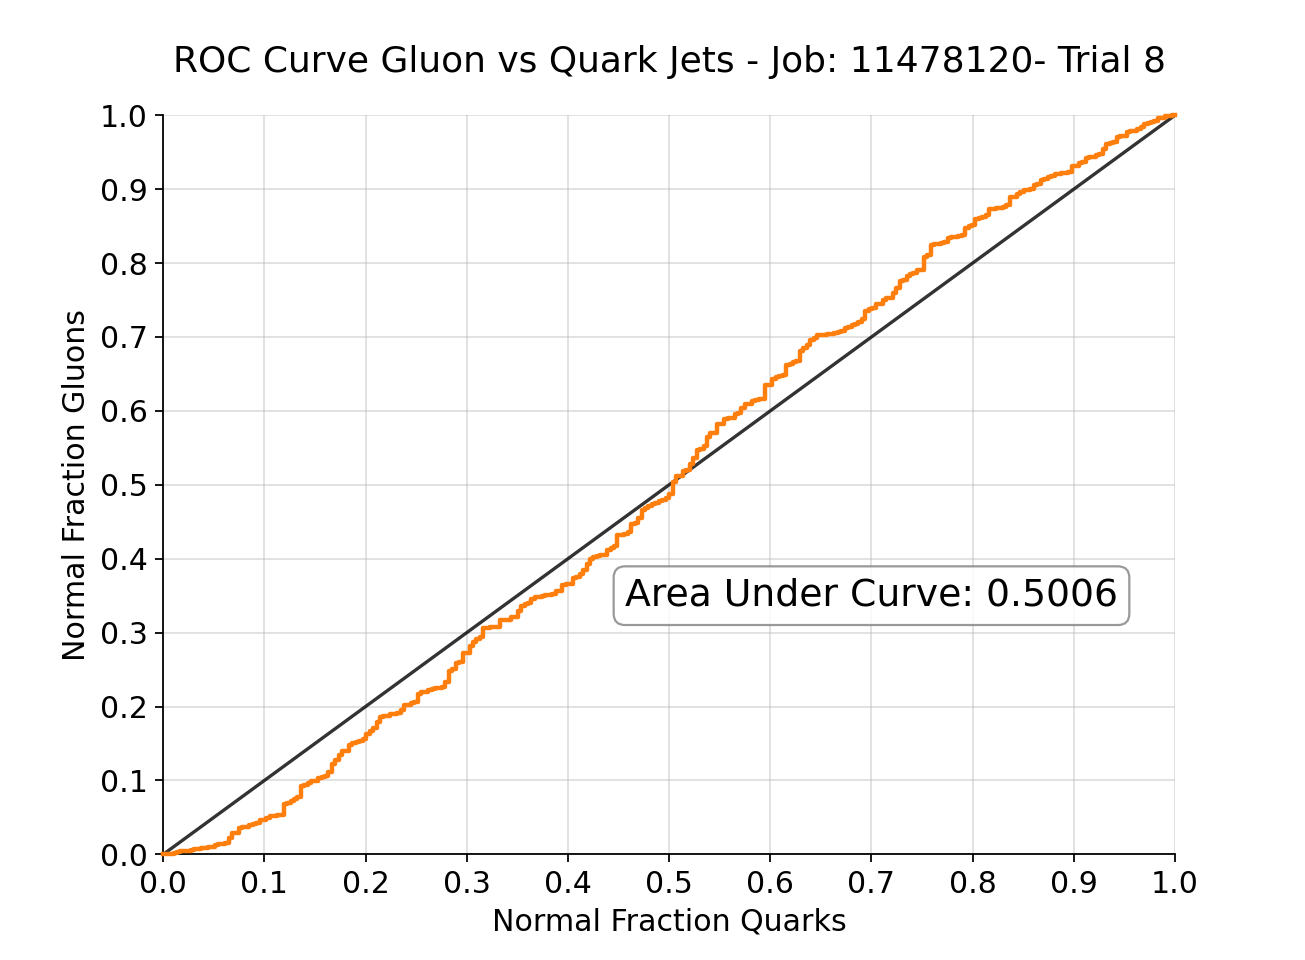 ROC Curve Gluon vs Quark Jets - Job: 11478120- Trial 8
1.0
0.9
0.8
0.7
0.6
0.5
0.4
0.3
0.2
0.1
0.0
Normal Fraction Gluons
Area Under Curve: 0.5006
0.0 0.1 0.2 0.3 0.4 0.5 0.6 0.7 0.8 0.9 1.0
Normal Fraction Quarks